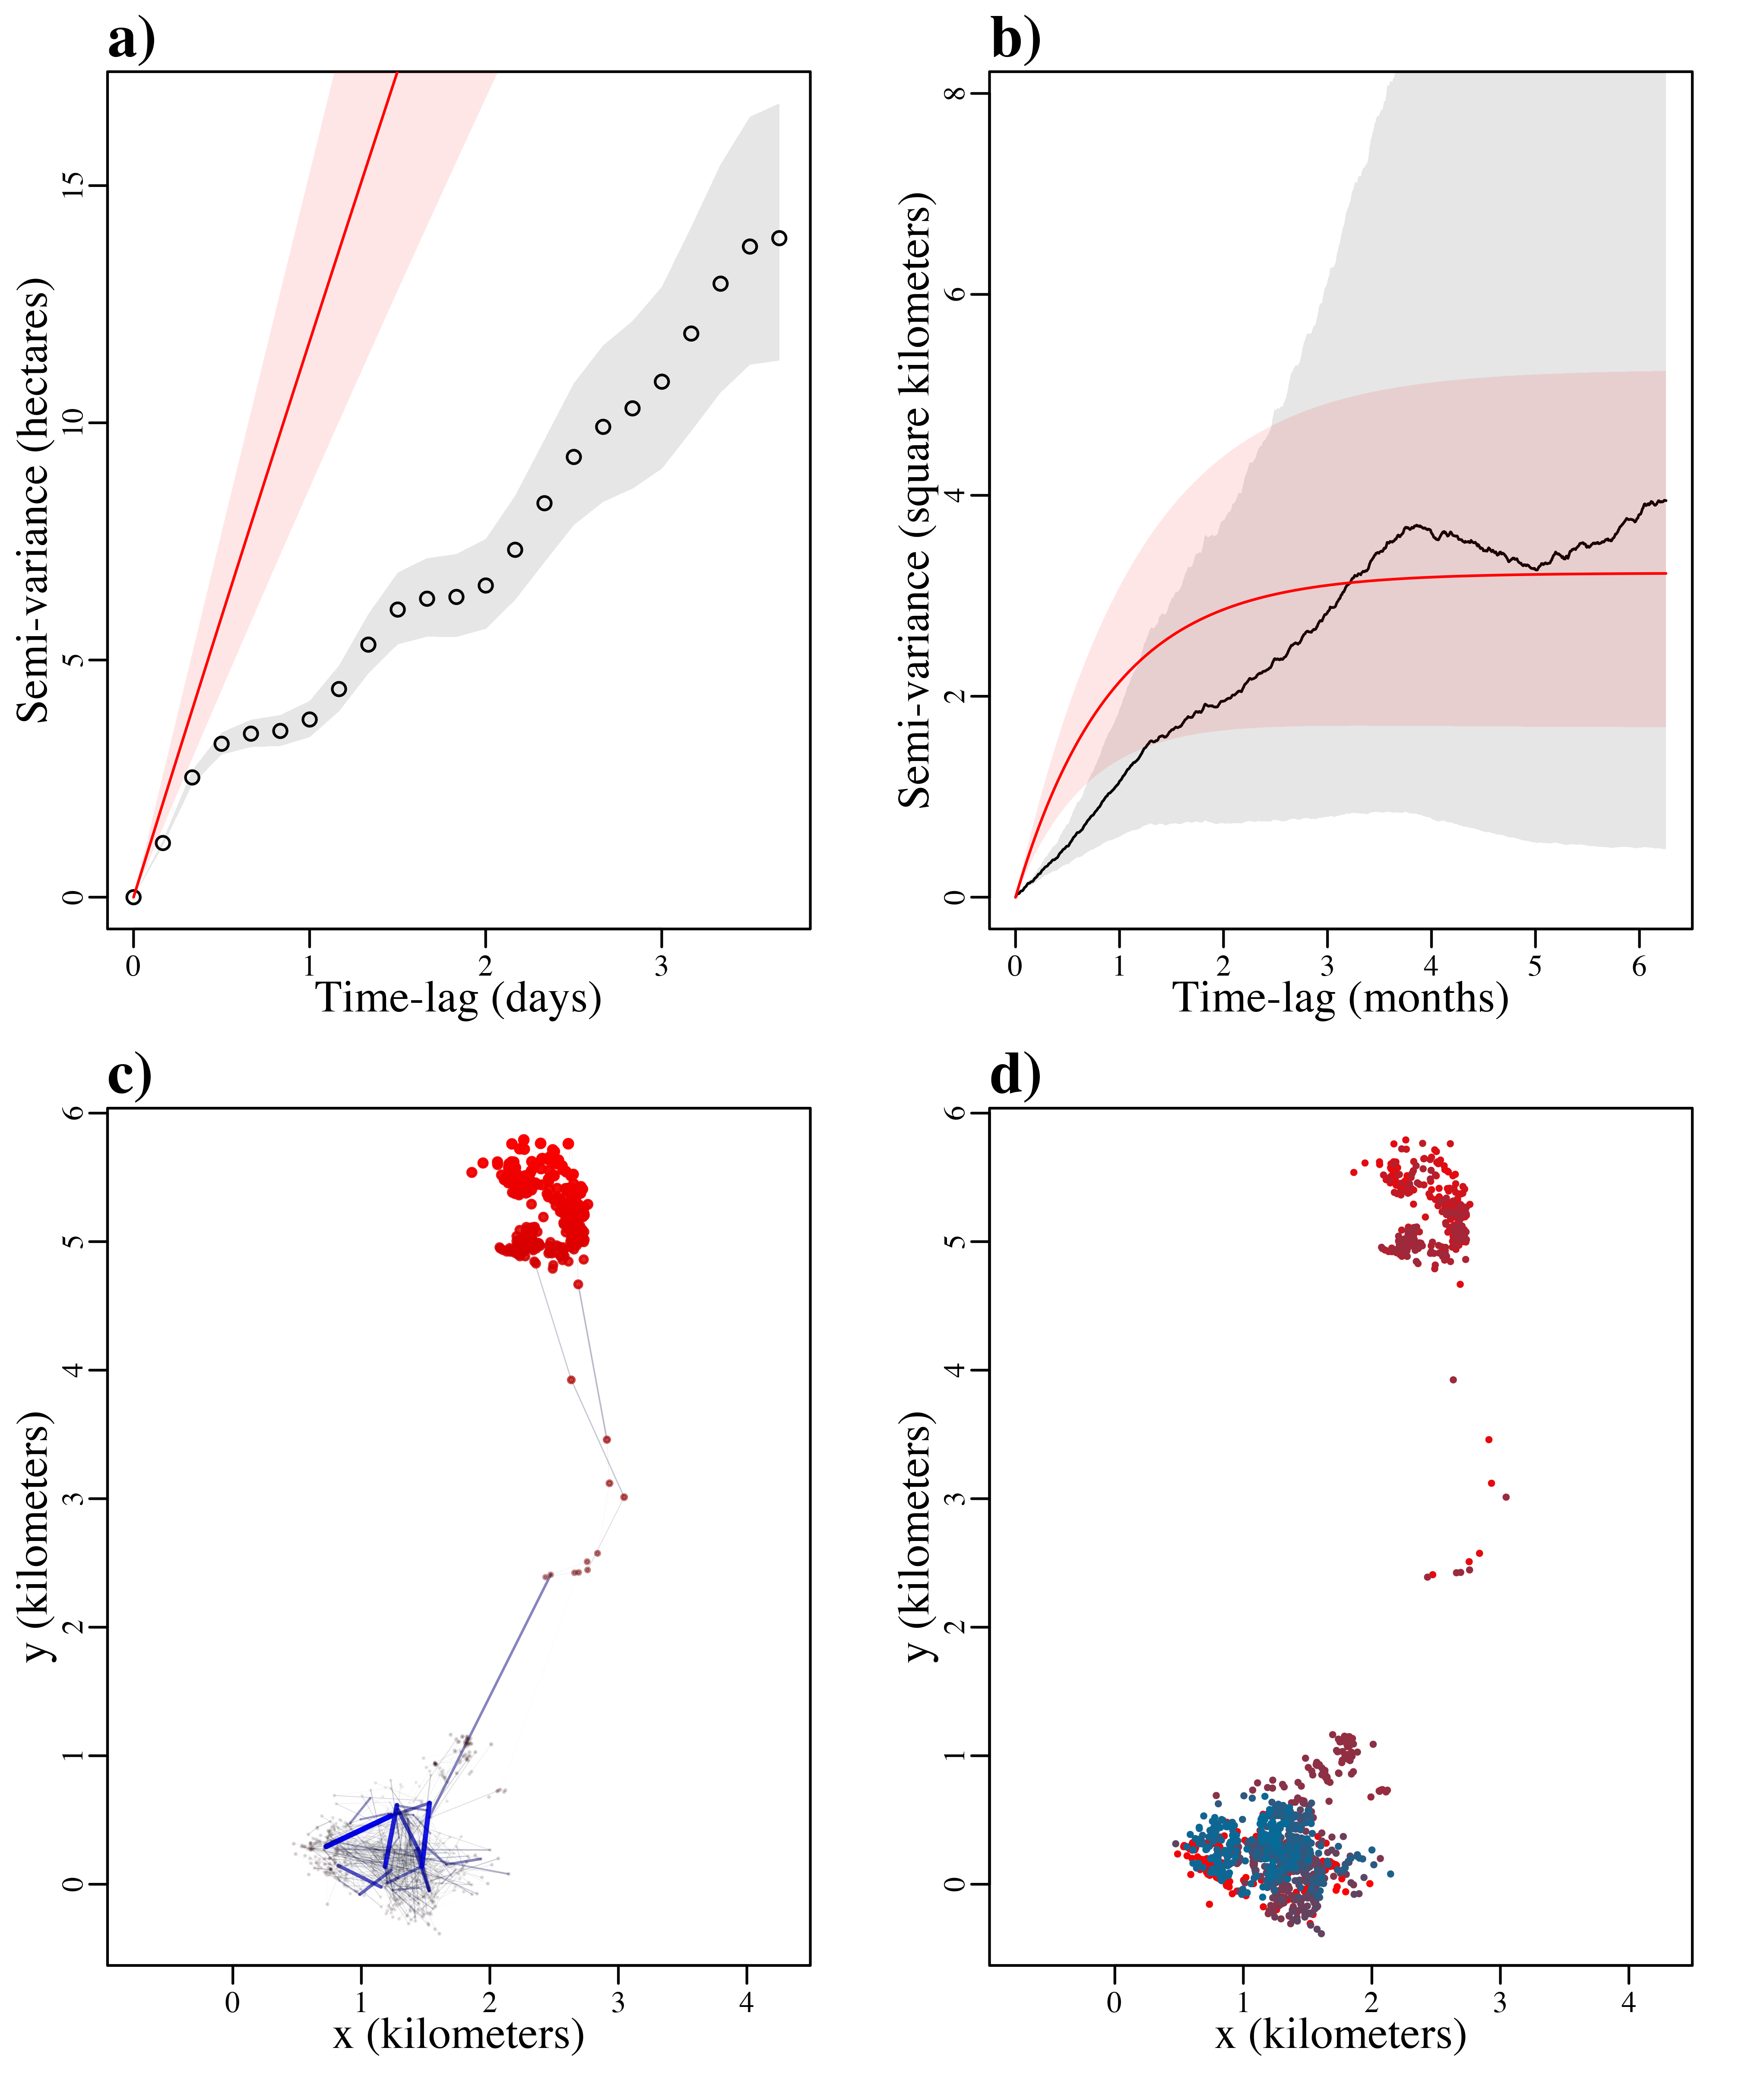 a)
Semi-variance (hectares)
0 5 10 15
0 1 2 3
Time-lag (days)
b)
Semi-variance (square kilometers)
0 2 4 6 8
0 1 2 3 4 5 6
Time-lag (months)
c)
y (kilometers)
0 1 2 3 4 5 6
0 1 2 3 4
x (kilometers)
d)
y (kilometers)
0 1 2 3 4 5 6
0 1 2 3 4
x (kilometers)